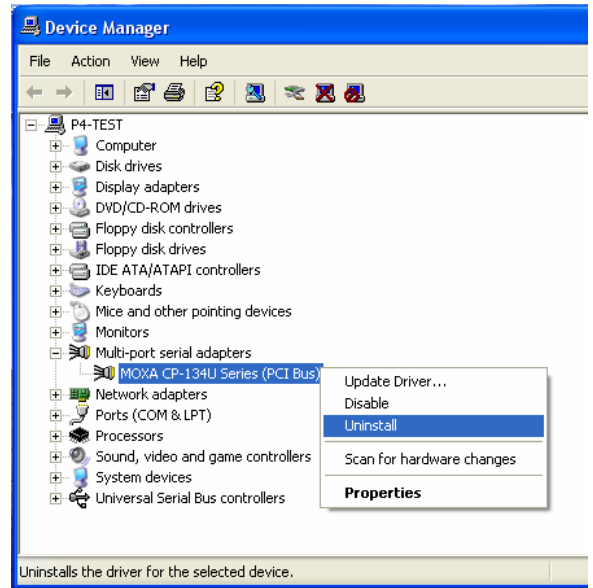 Device Manager
File Action View Help
P4-TEST
Computer
Disk drives
Display adapters
DVD/CD-ROM drives
Floppy disk controllers
Floppy disk drives
IDE ATA/ATAPI controllers
Keyboards
Mice and other pointing devices
Monitors
Multi-port serial adapters
MOXA CP-134U Series (PCI Bus)
Network adapters
Ports (COM & LPT)
Processors
Sound, video and game controllers
System devices
Universal Serial Bus controllers
Update Driver...
Disable
Uninstall
Scan for hardware changes
Properties
Uninstalls the driver for the selected device.